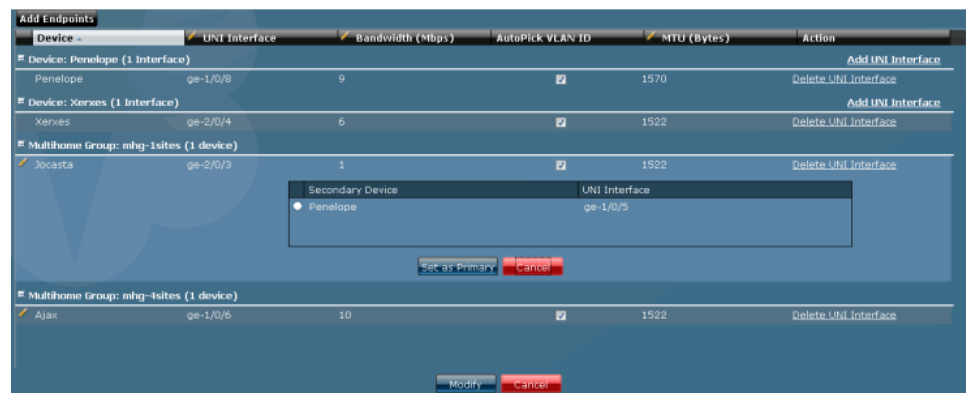 Add Endpoints
Device UNI Interface Bandwidth (Mbps) AutoPick VLAN ID MTU (Bytes) Action
Device: Penelope (1 Interface) Add UNI Interface
Penelope ge-1/0/8 9 1570 Delete UNI Interface
Device: Xerxes (1 Interface) Add UNI Interface
Xerxes ge-2/0/4 6 1522 Delete UNI Interface
Multihome Group: mhg-1sites (1 device)
Jocasta ge-2/0/3 1 1522 Delete UNI Interface
Secondary Device UNI Interface
Penelope ge-1/0/5
Set as Primary Cancel
Multihome Group: mhg-4sites (1 device)
Ajax ge-1/0/6 10 1522 Delete UNI Interface
Modify Cancel